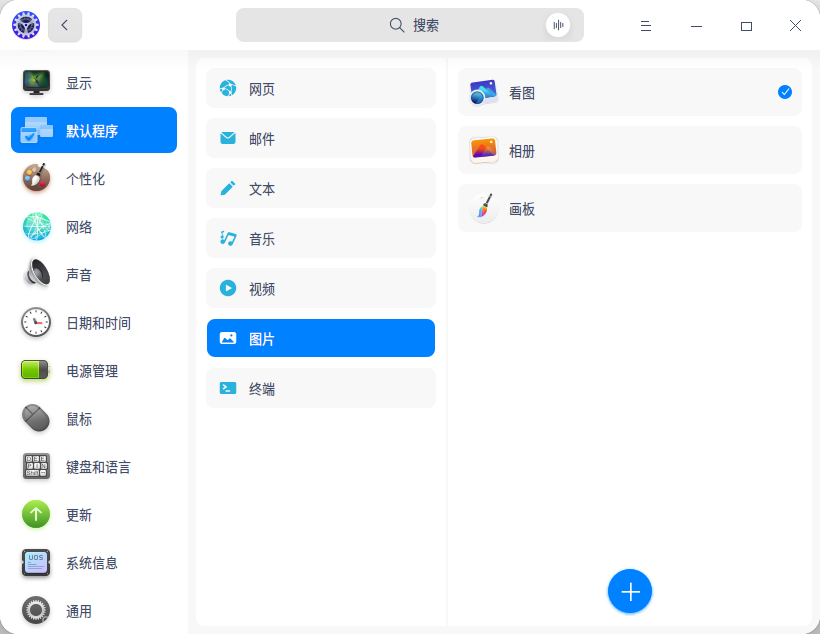 搜索
显示
默认程序
个性化
网络
声音
日期和时间
电源管理
鼠标
键盘和语言
更新
UOS
系统信息
通用
网页
邮件
文本
音乐
视频
图片
终端
看图
相册
画板